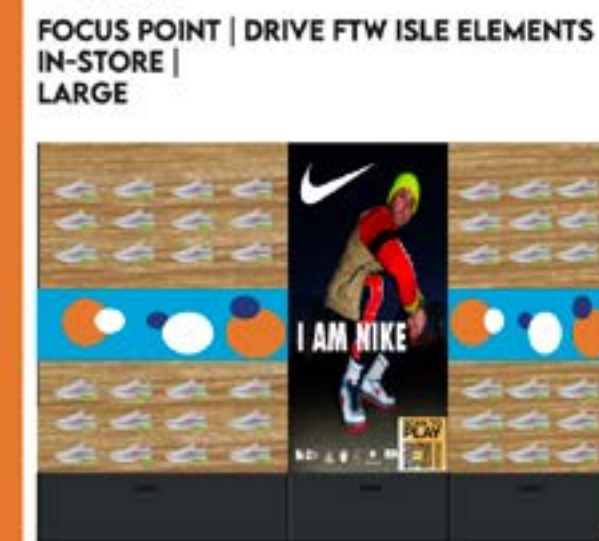 FOCUS POINT | DRIVE FTW ISLE ELEMENTS
IN-STORE |
LARGE
I AM NIKE
PLAY